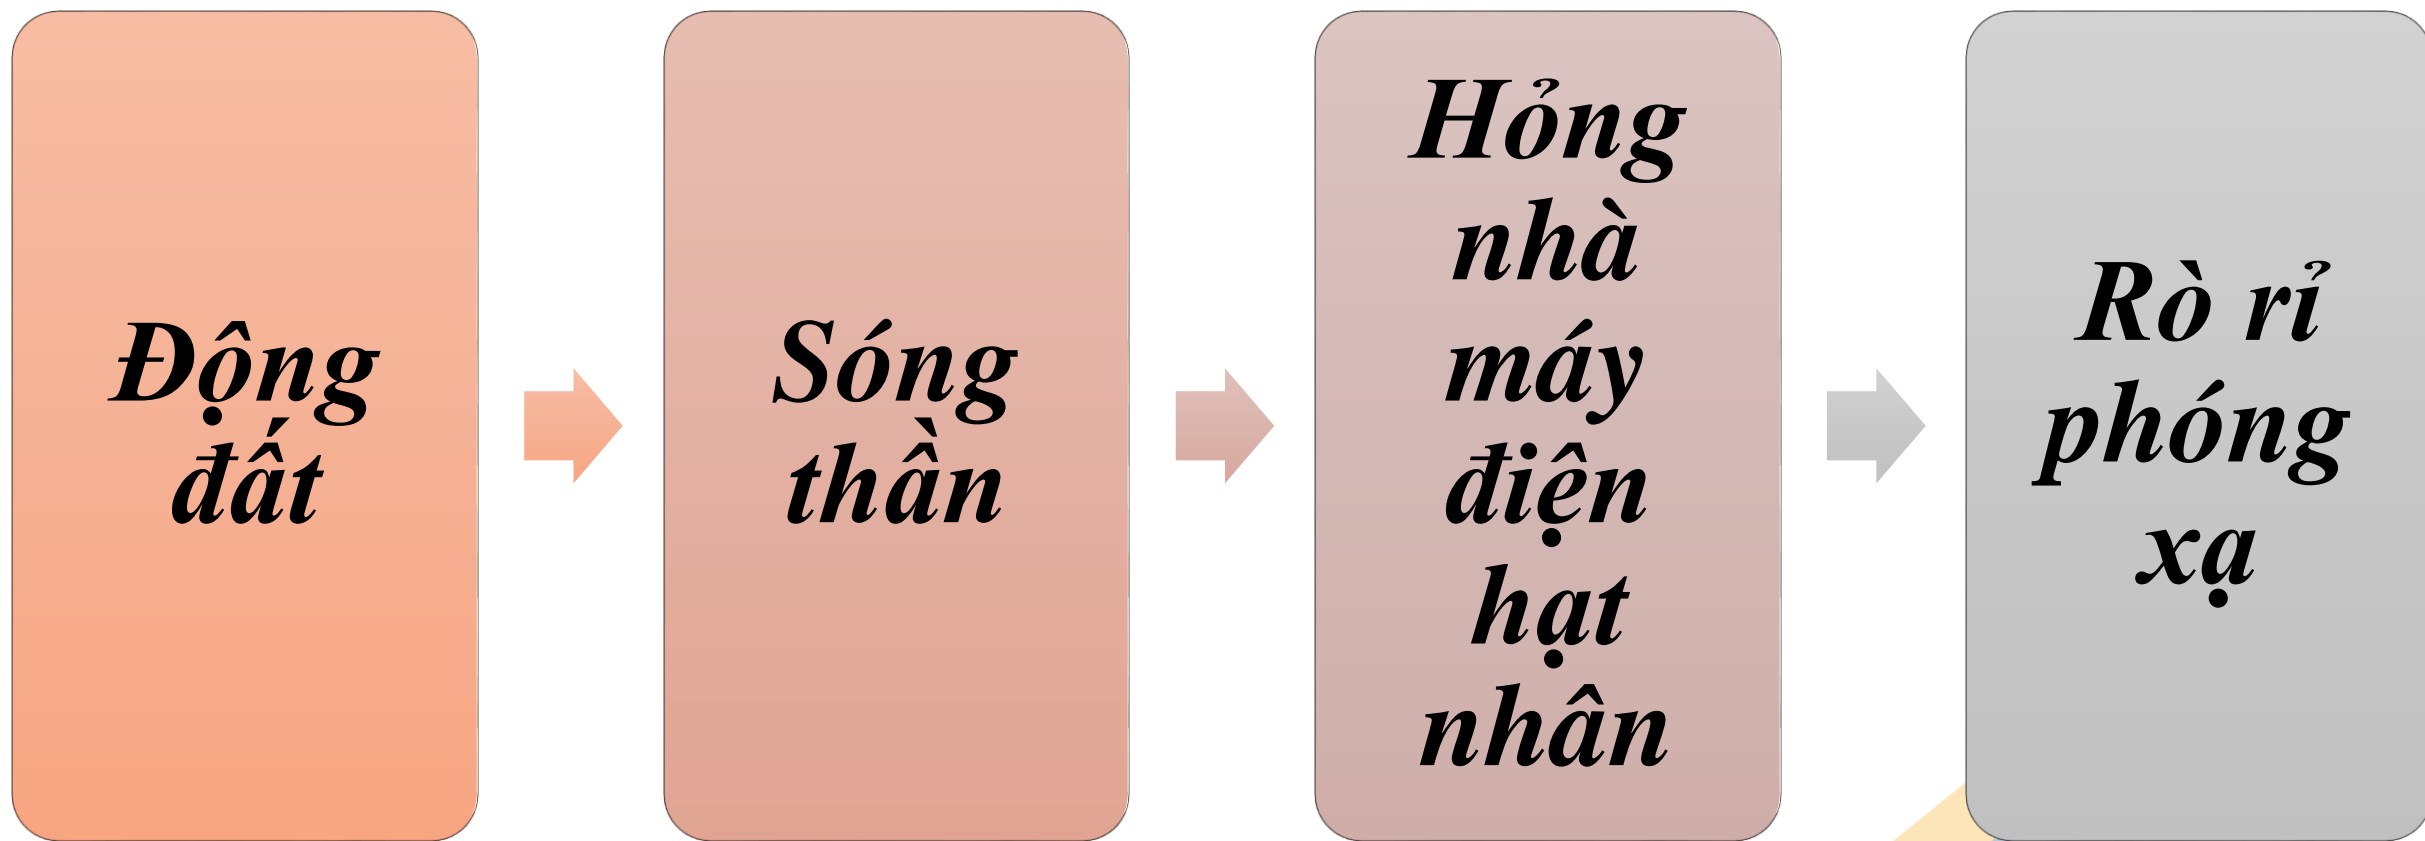 Động
đất
Sóng
thần
Hỏng
nhà
máy
điện
hạt
nhân
Rò rỉ
phóng
xạ